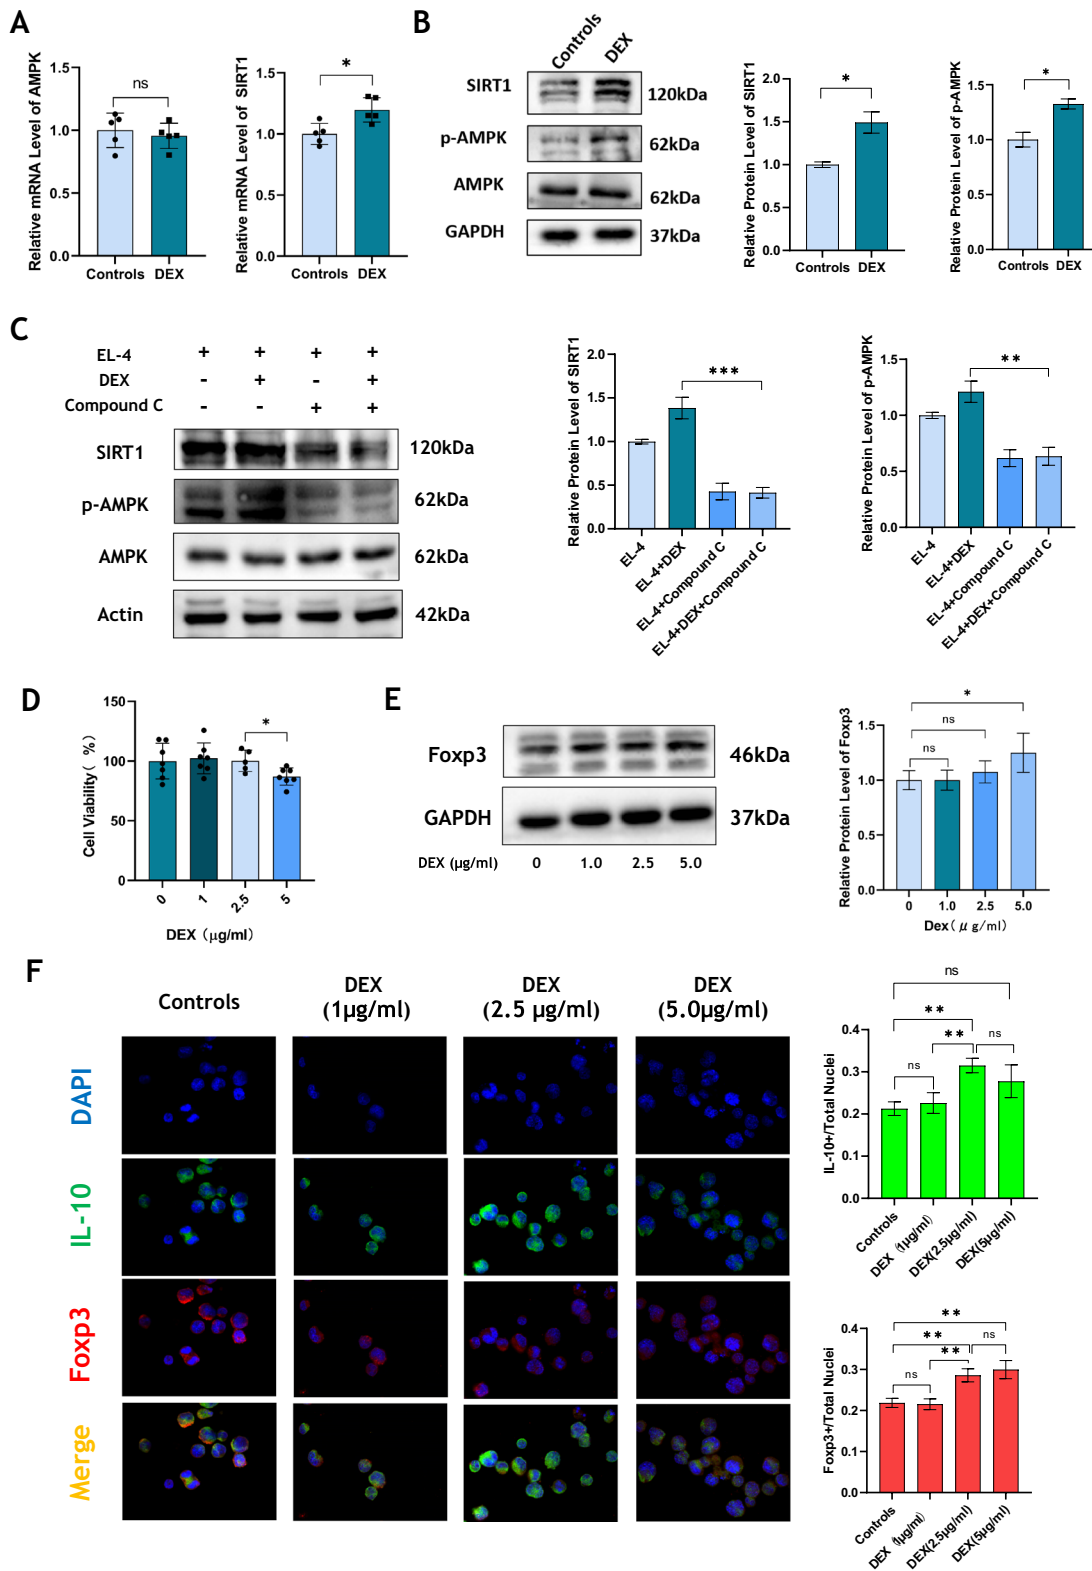 A
Relative mRNA Level of AMPK
1.5
1.0
0.5
0.0
ns
Controls DEX
Relative mRNA Level of SIRT1
1.5
1.0
0.5
0.0
*
Controls DEX
B
Controls
DEX
SIRT1
120kDa
p-AMPK
62kDa
AMPK
62kDa
GAPDH
37kDa
Relative Protein Level of SIRT1
2.0
1.5
1.0
0.5
0.0
*
Controls DEX
Relative Protein Level of p-AMPK
1.5
1.0
0.5
0.0
*
Controls DEX
C
EL-4 + + + +
DEX - + - +
Compound C - - + +
SIRT1
120kDa
p-AMPK
62kDa
AMPK
62kDa
Actin
42kDa
Relative Protein Level of SIRT1
2.0
1.5
1.0
0.5
0.0
***
EL-4
EL-4+DEX
EL-4+Compound C
EL-4+DEX+Compound C
Relative Protein Level of p-AMPK
1.5
1.0
0.5
0.0
**
EL-4
EL-4+DEX
EL-4+Compound C
EL-4+DEX+Compound C
D
Cell Viability( %)
150
100
50
0
*
0 1 2.5 5
DEX (μg/ml)
E
Foxp3
46kDa
GAPDH
37kDa
DEX (μg/ml) 0 1.0 2.5 5.0
Relative Protein Level of Foxp3
1.5
1.0
0.5
0.0
*
ns
ns
0 1.0 2.5 5.0
Dex( μ g/ml)
F
Controls
DEX
(1μg/ml)
DEX
(2.5 μg/ml)
DEX
(5.0μg/ml)
DAPI
IL-10
Foxp3
Merge
IL-10+/Total Nuclei
0.4
0.3
0.2
0.1
0.0
ns
**
**
ns
ns
Controls
DEX (1μg/ml)
DEX(2.5μg/ml)
DEX(5μg/ml)
Foxp3+/Total Nuclei
0.4
0.3
0.2
0.1
0.0
**
**
ns
**
ns
Controls
DEX (1μg/ml)
DEX(2.5μg/ml)
DEX(5μg/ml)